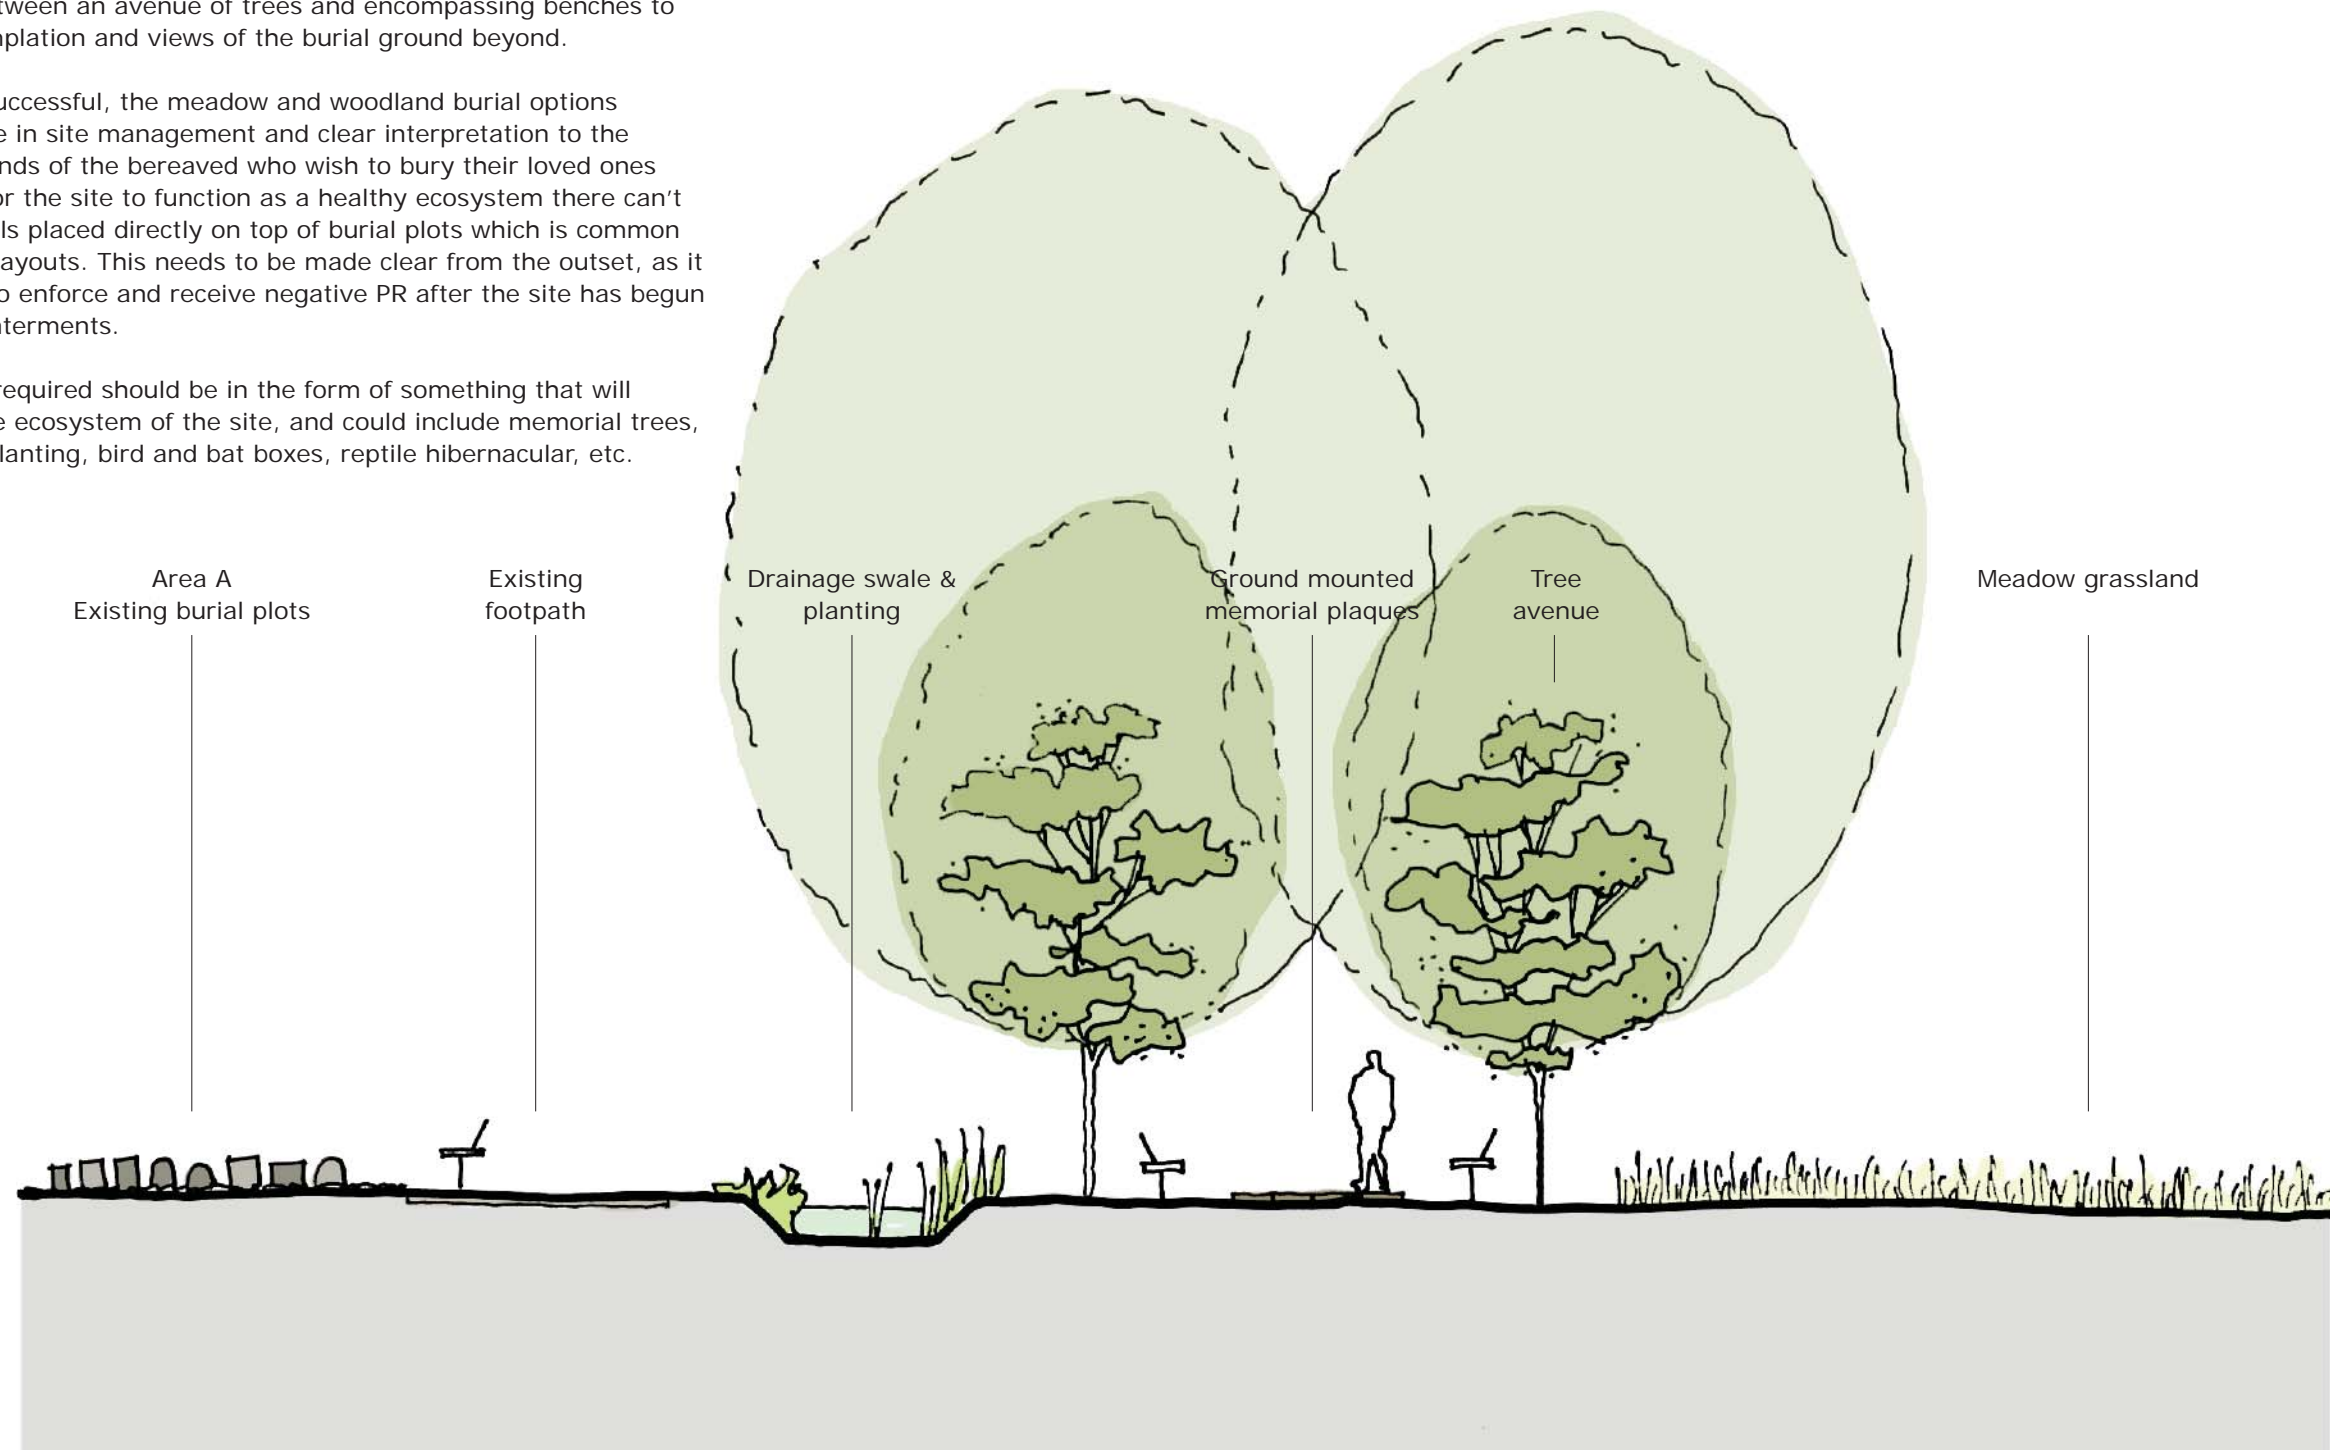 tween an avenue of trees and encompassing benches to
plation and views of the burial ground beyond.
uccessful, the meadow and woodland burial options
e in site management and clear interpretation to the
nds of the bereaved who wish to bury their loved ones
or the site to function as a healthy ecosystem there can't
ls placed directly on top of burial plots which is common
ayouts. This needs to be made clear from the outset, as it
o enforce and receive negative PR after the site has begun
terments.
required should be in the form of something that will
e ecosystem of the site, and could include memorial trees,
lanting, bird and bat boxes, reptile hibernacular, etc.
Area A
Existing burial plots
Existing
footpath
Drainage swale &
planting
Ground mounted
memorial plaques
Tree
avenue
Meadow grassland